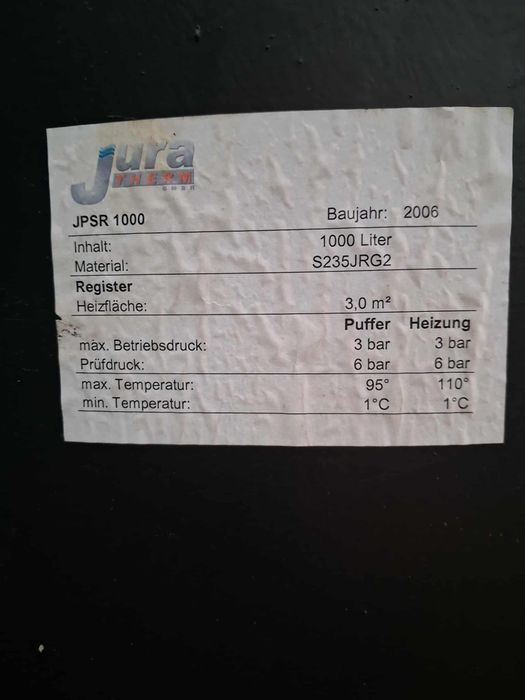 Jura
THERM
GMBH
JPSR 1000 Baujahr: 2006
Inhalt: 1000 Liter
Material: S235JRG2
Register
Heizfläche: 3,0 m²
Puffer Heizung
max. Betriebsdruck: 3 bar 3 bar
Prüfdruck: 6 bar 6 bar
max. Temperatur: 95° 110°
min. Temperatur: 1°C 1°C